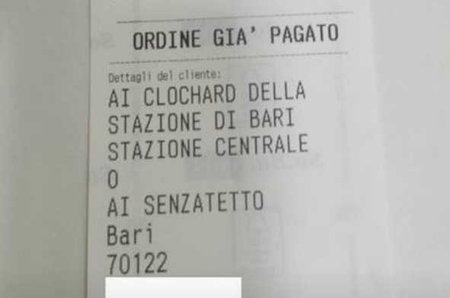 ORDINE GIA' PAGATO
Dettagli del cliente:
AI CLOCHARD DELLA
STAZIONE DI BARI
STAZIONE CENTRALE
O
AI SENZATETTO
Bari
70122